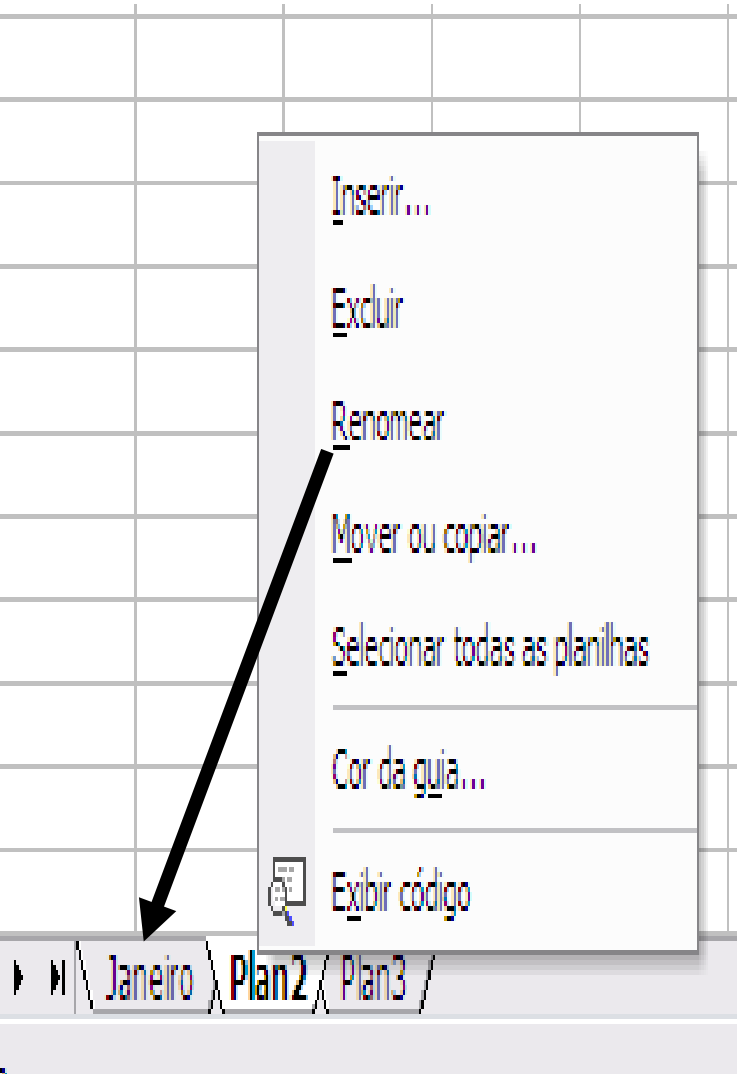 Inserir...
Excluir
Renomear
Mover ou copiar...
Selecionar todas as planilhas
Cor da guia...
Exibir código
Janeiro Plan2 Plan3